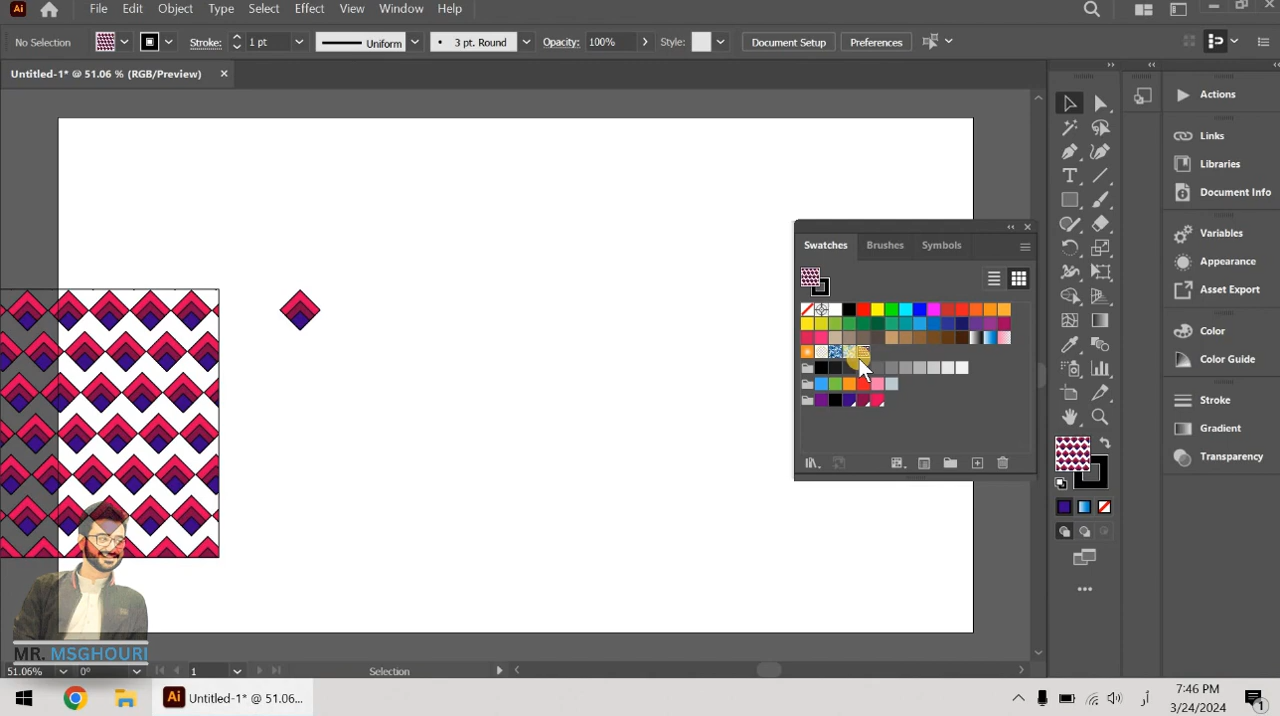 Ai
File Edit Object Type Select Effect View Window Help
No Selection
Stroke:
1 pt
Uniform
3 pt. Round
Opacity:
100%
Style:
Document Setup
Preferences
Untitled-1* @ 51.06 % (RGB/Preview)
Actions
Links
Libraries
Document Info
Variables
Appearance
Asset Export
Color
Color Guide
Stroke
Gradient
Transparency
Swatches Brushes Symbols
MR. MSGHOURI
51.06%
0°
1
Selection
Ai
Untitled-1* @ 51.06...
7:46 PM
3/24/2024
1